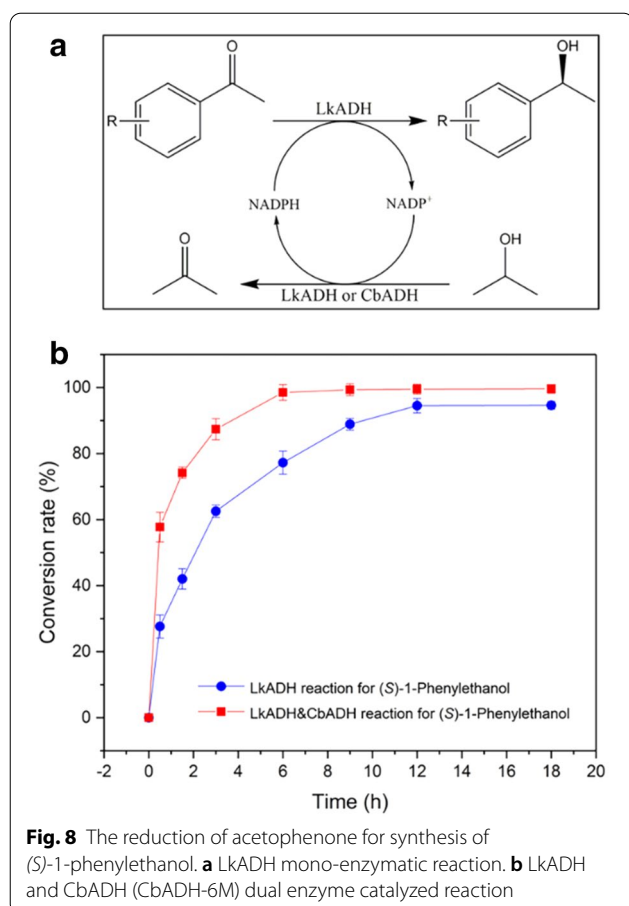 a
O
OH
R
LkADH
R
NADPH
NADP⁺
O
OH
LkADH or CbADH
b
100
80
60
40
20
0
Conversion rate (%)
LkADH reaction for (S)-1-Phenylethanol
LkADH&CbADH reaction for (S)-1-Phenylethanol
-2 0 2 4 6 8 10 12 14 16 18 20
Time (h)
Fig. 8 The reduction of acetophenone for synthesis of
(S)-1-phenylethanol. a LkADH mono-enzymatic reaction. b LkADH
and CbADH (CbADH-6M) dual enzyme catalyzed reaction